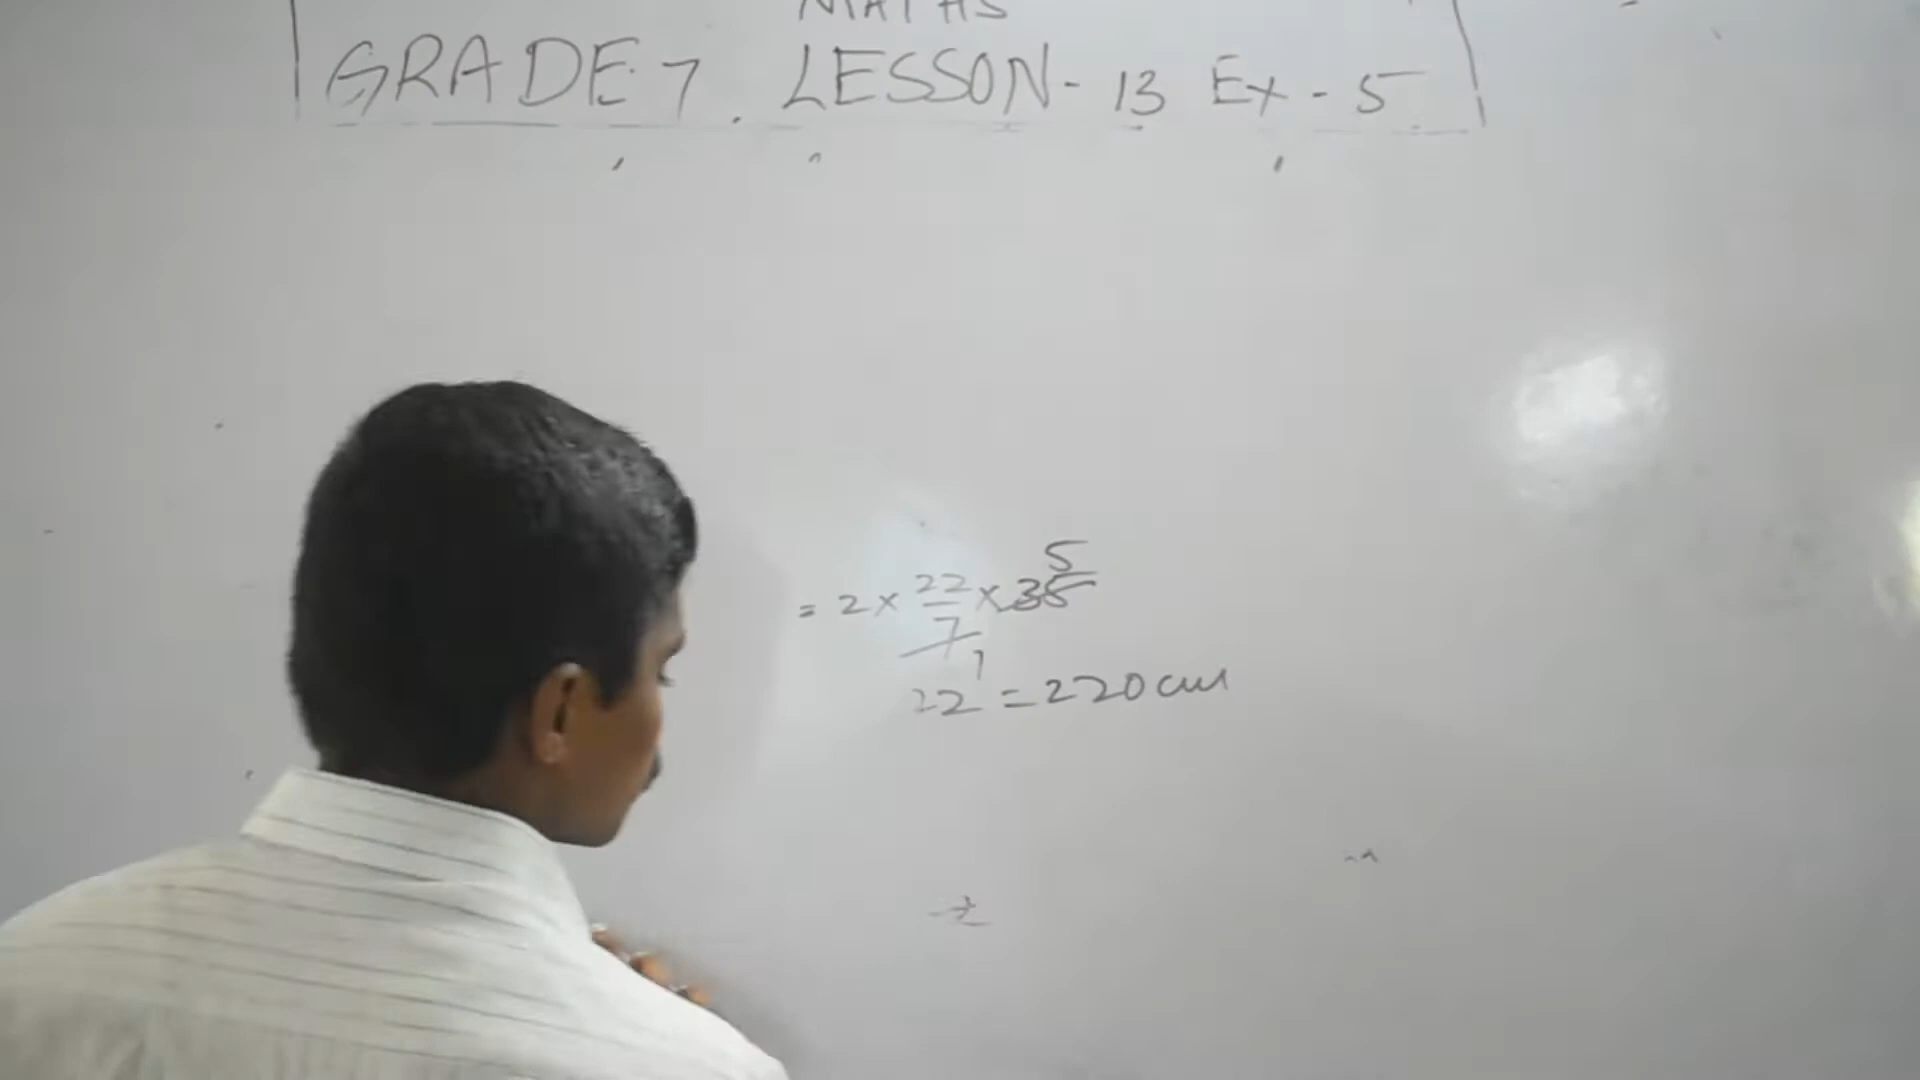 MATHS
GRADE 7. LESSON - 13 Ex - 5
5
= 2 × 22/7 × 35
1
22 = 220 cm